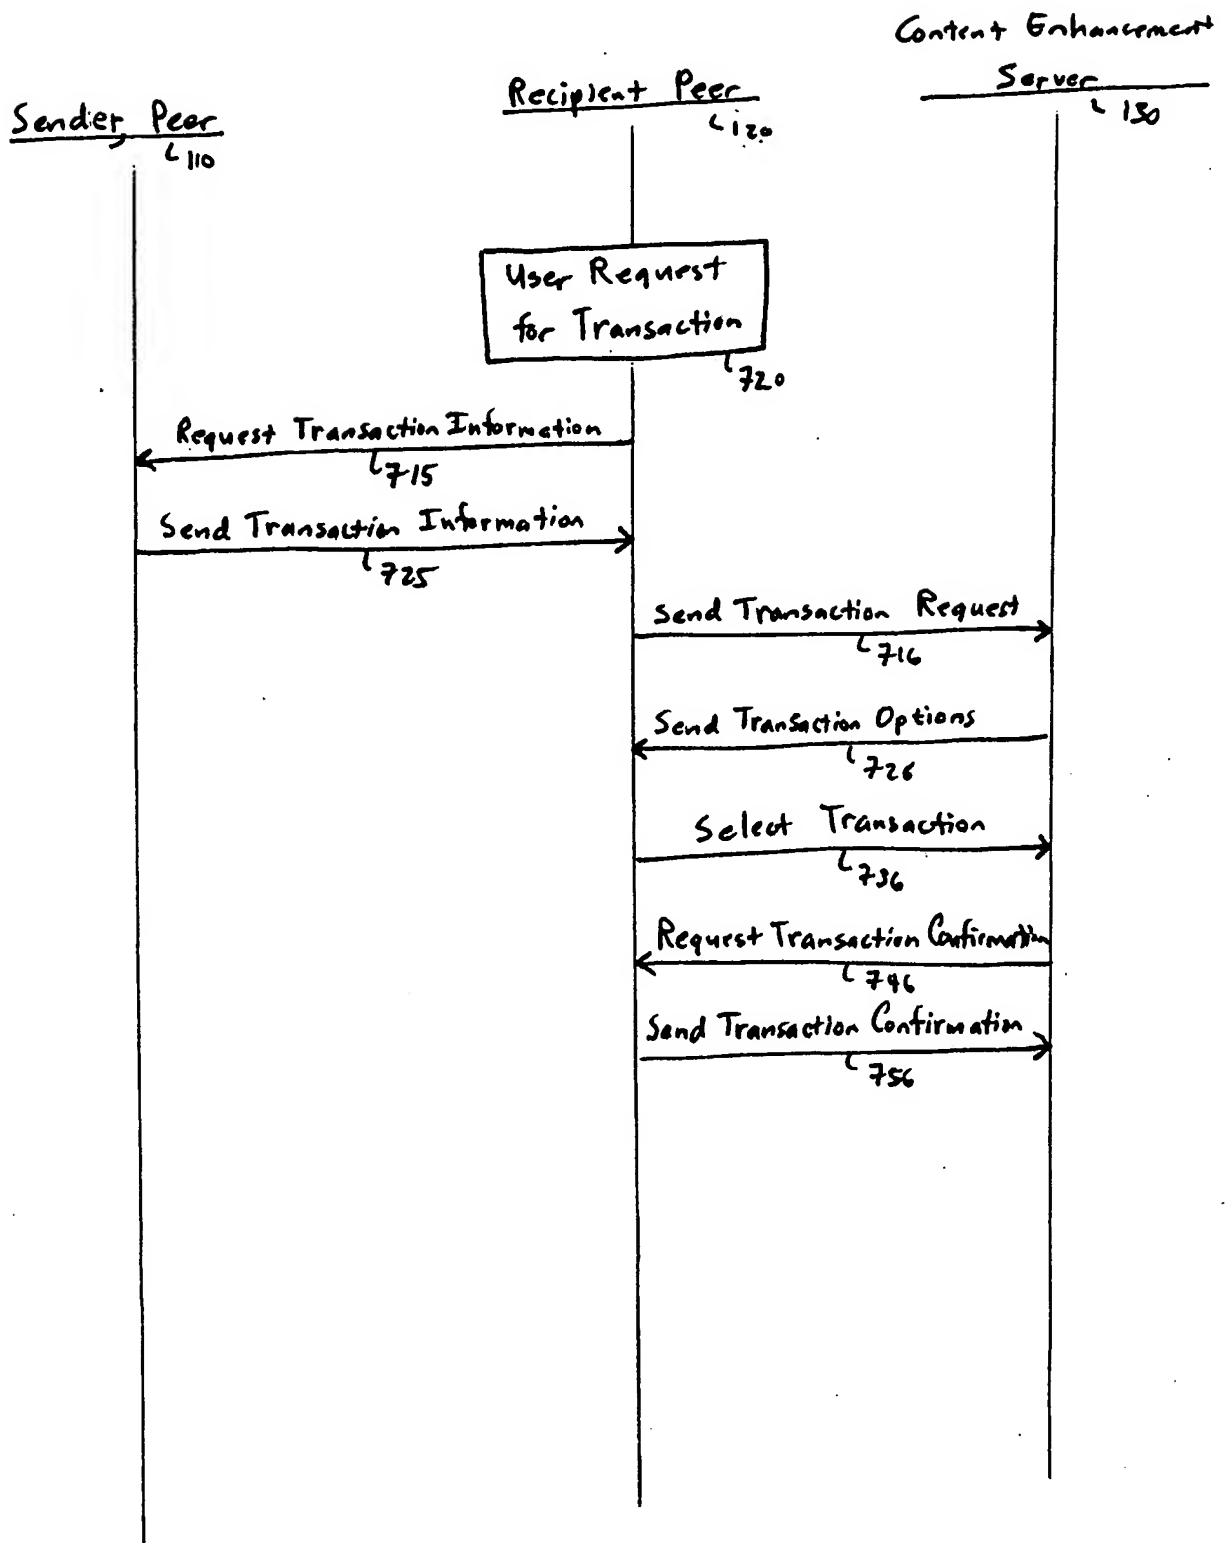 Content Enhancement
Server
130
Recipient Peer
120
Sender Peer
110
User Request
for Transaction
720
Request Transaction Information
715
Send Transaction Information
725
Send Transaction Request
716
Send Transaction Options
726
Select Transaction
736
Request Transaction Confirmation
746
Send Transaction Confirmation
756